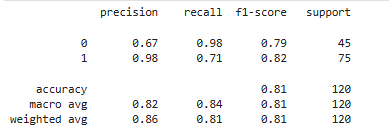 precision recall f1-score support
0 0.67 0.98 0.79 45
1 0.98 0.71 0.82 75
accuracy 0.81 120
macro avg 0.82 0.84 0.81 120
weighted avg 0.86 0.81 0.81 120